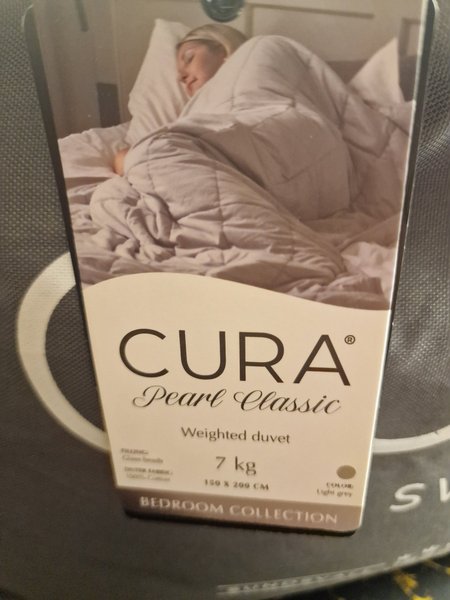 CURA®
Pearl Classic
Weighted duvet
FILLING:
Glass beads
7 kg
OUTER FABRIC:
100% Cotton
150 X 200 CM
COLOR:
Light grey
BEDROOM COLLECTION